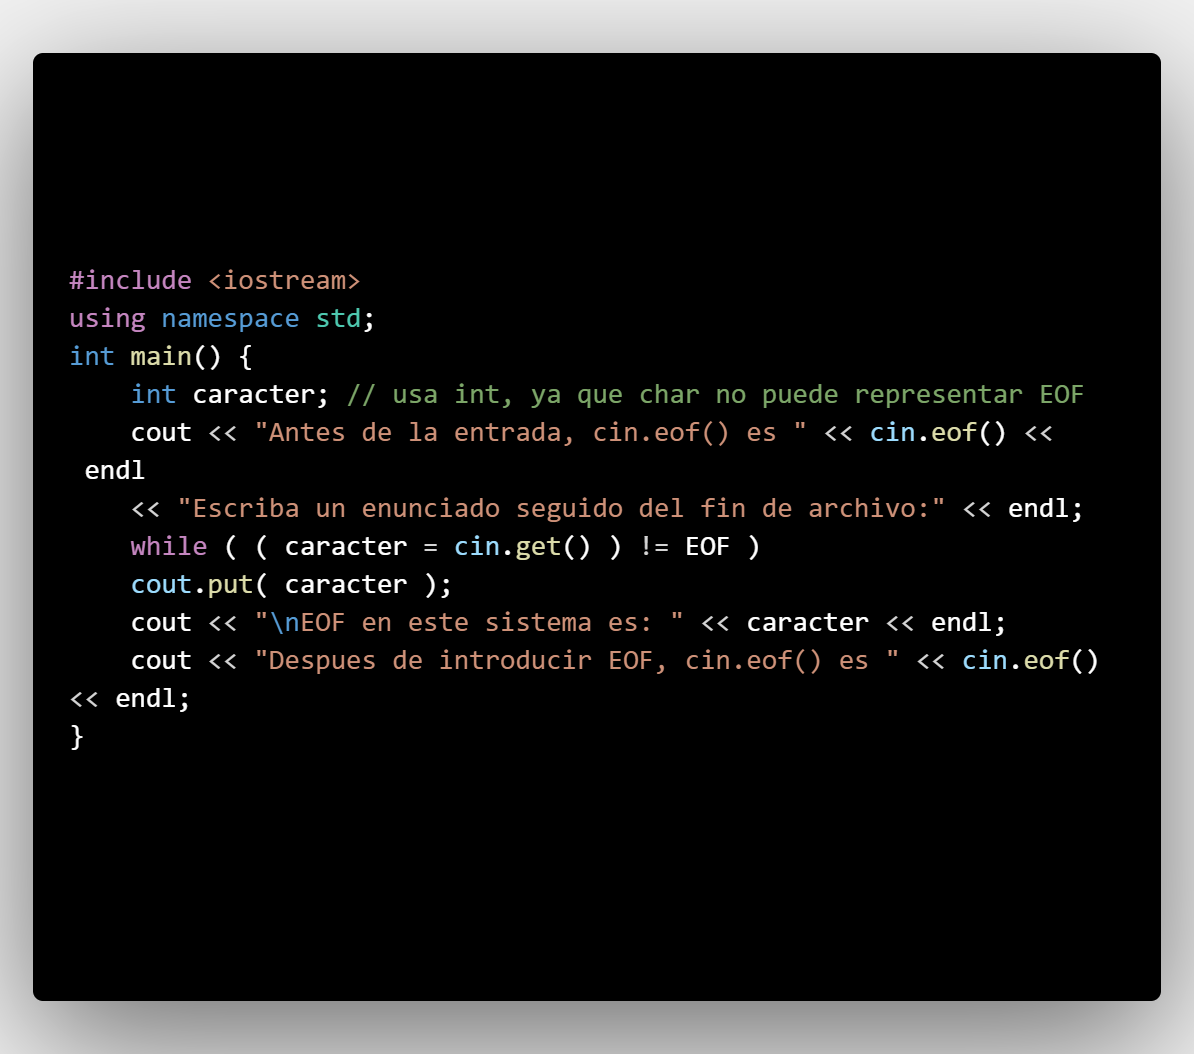 #include <iostream>
using namespace std;
int main() {
    int caracter; // usa int, ya que char no puede representar EOF
    cout << "Antes de la entrada, cin.eof() es " << cin.eof() <<
 endl
    << "Escriba un enunciado seguido del fin de archivo:" << endl;
    while ( ( caracter = cin.get() ) != EOF )
    cout.put( caracter );
    cout << "\nEOF en este sistema es: " << caracter << endl;
    cout << "Despues de introducir EOF, cin.eof() es " << cin.eof()
<< endl;
}